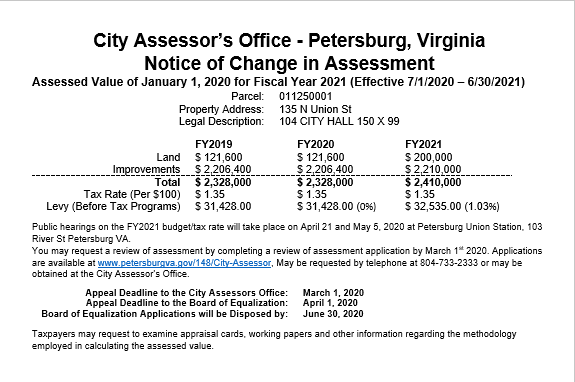 City Assessor's Office - Petersburg, Virginia
Notice of Change in Assessment
Assessed Value of January 1, 2020 for Fiscal Year 2021 (Effective 7/1/2020 – 6/30/2021)
Parcel: 011250001
Property Address: 135 N Union St
Legal Description: 104 CITY HALL 150 X 99
FY2019 FY2020 FY2021
Land $ 121,600 $ 121,600 $ 200,000
Improvements $ 2,206,400 $ 2,206,400 $ 2,210,000
Total $ 2,328,000 $ 2,328,000 $ 2,410,000
Tax Rate (Per $100) $ 1.35 $ 1.35 $ 1.35
Levy (Before Tax Programs) $ 31,428.00 $ 31,428.00 (0%) $ 32,535.00 (1.03%)
Public hearings on the FY2021 budget/tax rate will take place on April 21 and May 5, 2020 at Petersburg Union Station, 103
River St Petersburg VA.
You may request a review of assessment by completing a review of assessment application by March 1st 2020. Applications
are available at www.petersburgva.gov/148/City-Assessor, May be requested by telephone at 804-733-2333 or may be
obtained at the City Assessor's Office.
Appeal Deadline to the City Assessors Office: March 1, 2020
Appeal Deadline to the Board of Equalization: April 1, 2020
Board of Equalization Applications will be Disposed by: June 30, 2020
Taxpayers may request to examine appraisal cards, working papers and other information regarding the methodology
employed in calculating the assessed value.